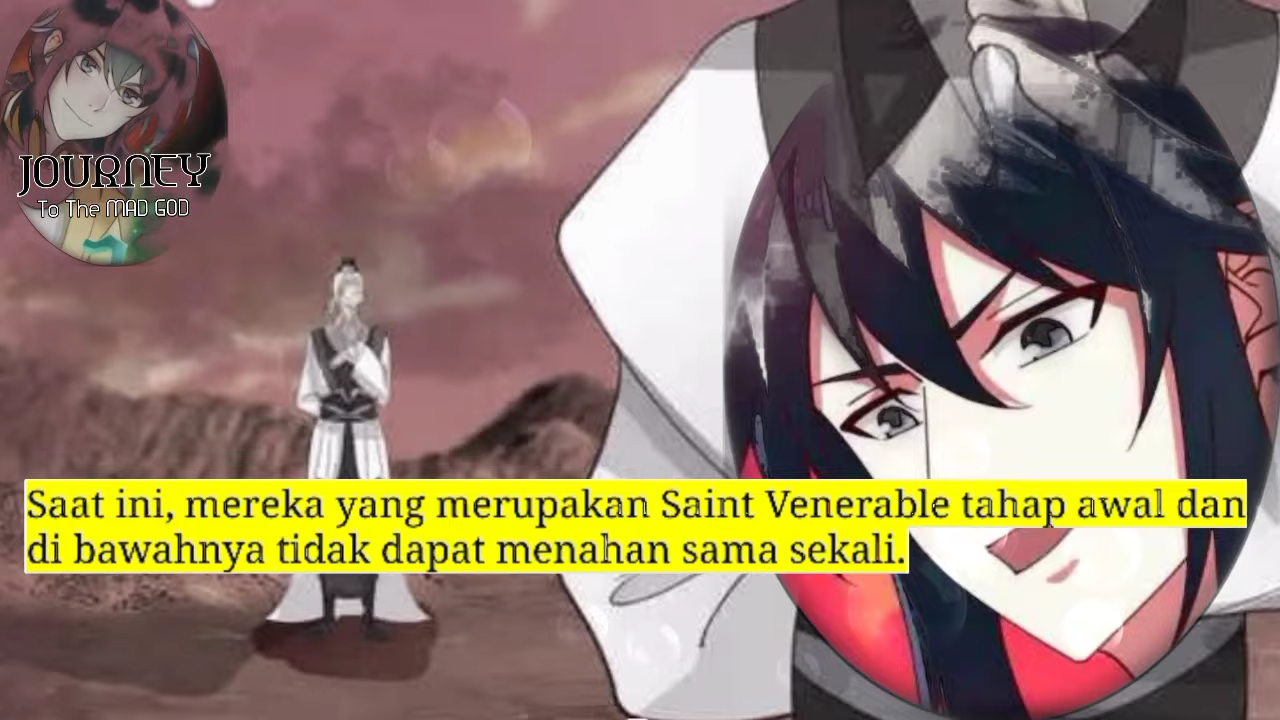 JOURNEY
To The MAD GOD
Saat ini, mereka yang merupakan Saint Venerable tahap awal dan
di bawahnya tidak dapat menahan sama sekali.